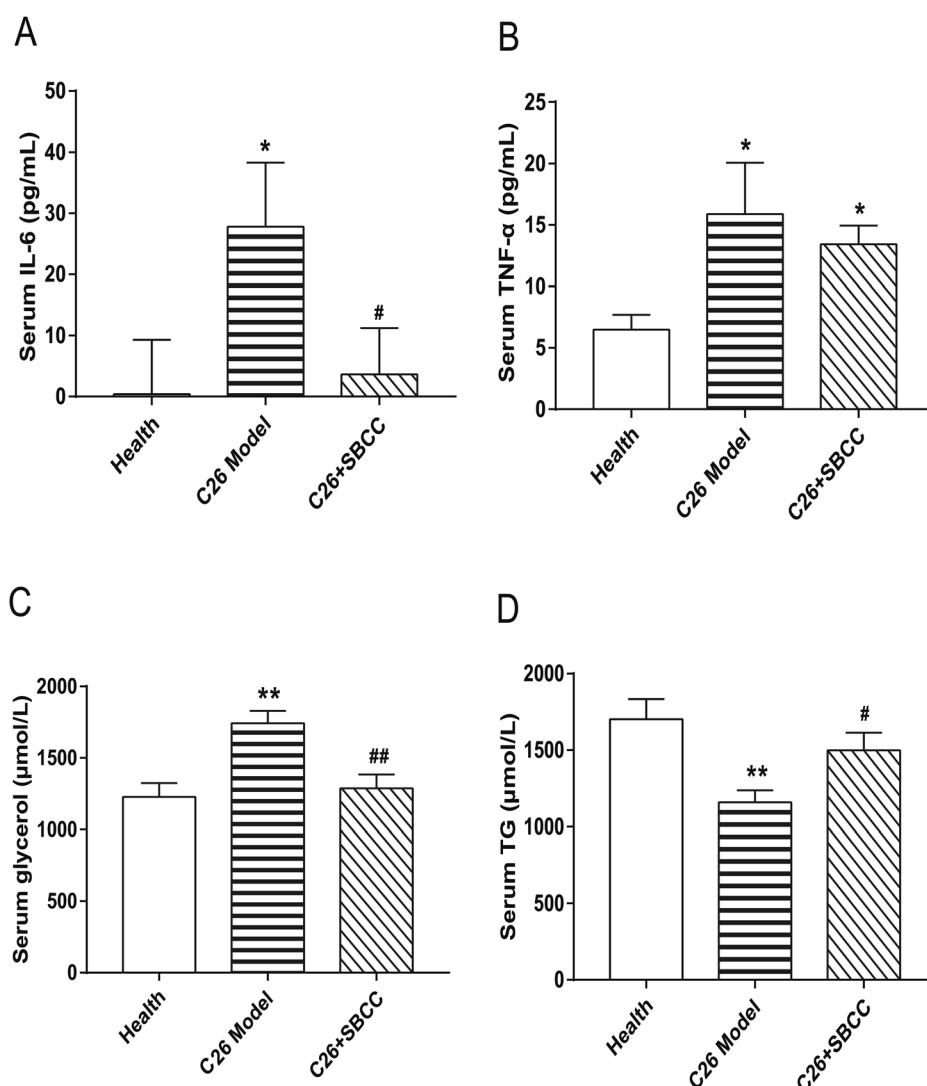 A
Serum IL-6 (pg/mL)
50
40
30
20
10
0
*
#
Health
C26 Model
C26+SBCC
B
Serum TNF-α (pg/mL)
25
20
15
10
5
0
*
*
Health
C26 Model
C26+SBCC
C
Serum glycerol (μmol/L)
2000
1500
1000
500
0
**
##
Health
C26 Model
C26+SBCC
D
Serum TG (μmol/L)
2000
1500
1000
500
0
**
#
Health
C26 Model
C26+SBCC